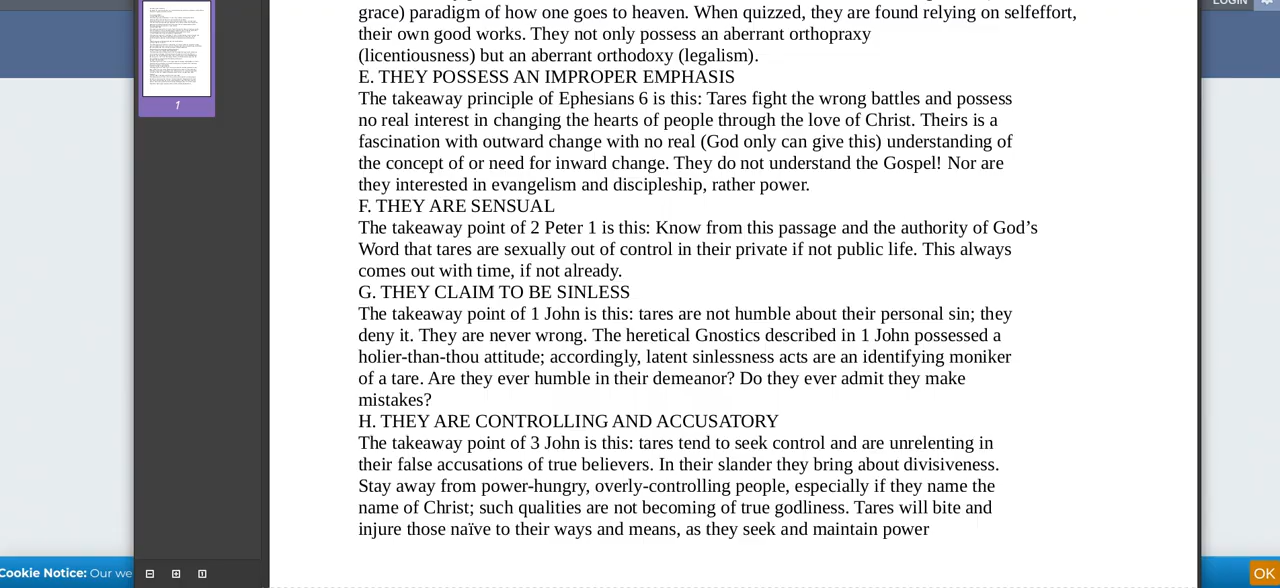 LOGIN
grace) paradigm of how one gets to heaven. When quizzed, they are found relying on selfeffort,
their own good works. They not only possess an aberrant orthopraxy
(licentiousness) but an aberrant orthodoxy (legalism).
E. THEY POSSESS AN IMPROPER EMPHASIS
The takeaway principle of Ephesians 6 is this: Tares fight the wrong battles and possess
no real interest in changing the hearts of people through the love of Christ. Theirs is a
fascination with outward change with no real (God only can give this) understanding of
the concept of or need for inward change. They do not understand the Gospel! Nor are
they interested in evangelism and discipleship, rather power.
F. THEY ARE SENSUAL
The takeaway point of 2 Peter 1 is this: Know from this passage and the authority of God’s
Word that tares are sexually out of control in their private if not public life. This always
comes out with time, if not already.
G. THEY CLAIM TO BE SINLESS
The takeaway point of 1 John is this: tares are not humble about their personal sin; they
deny it. They are never wrong. The heretical Gnostics described in 1 John possessed a
holier-than-thou attitude; accordingly, latent sinlessness acts are an identifying moniker
of a tare. Are they ever humble in their demeanor? Do they ever admit they make
mistakes?
H. THEY ARE CONTROLLING AND ACCUSATORY
The takeaway point of 3 John is this: tares tend to seek control and are unrelenting in
their false accusations of true believers. In their slander they bring about divisiveness.
Stay away from power-hungry, overly-controlling people, especially if they name the
name of Christ; such qualities are not becoming of true godliness. Tares will bite and
injure those naïve to their ways and means, as they seek and maintain power
1
Cookie Notice: Our we
OK